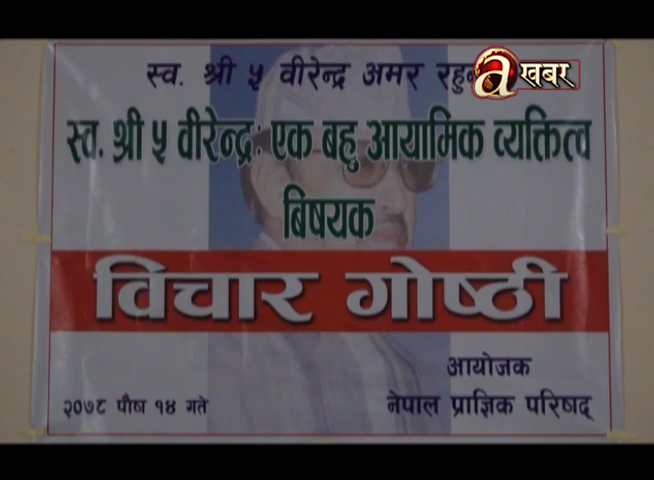 स्व. श्री ५ वीरेन्द्र अमर रहुन
a खबर
स्व. श्री ५ वीरेन्द्रः एक बहु आयामिक व्यक्तित्व
बिषयक
विचार गोष्ठी
आयोजक
२०७८ पौष १४ गते
नेपाल प्राज्ञिक परिषद्